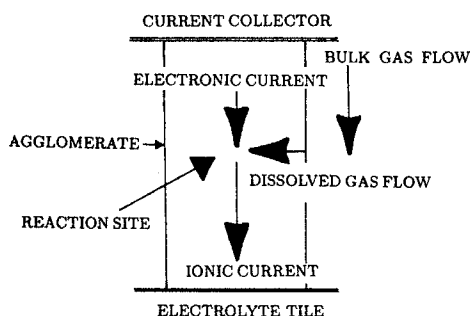 CURRENT COLLECTOR
BULK GAS FLOW
ELECTRONIC CURRENT
AGGLOMERATE
DISSOLVED GAS FLOW
REACTION SITE
IONIC CURRENT
ELECTROLYTE TILE